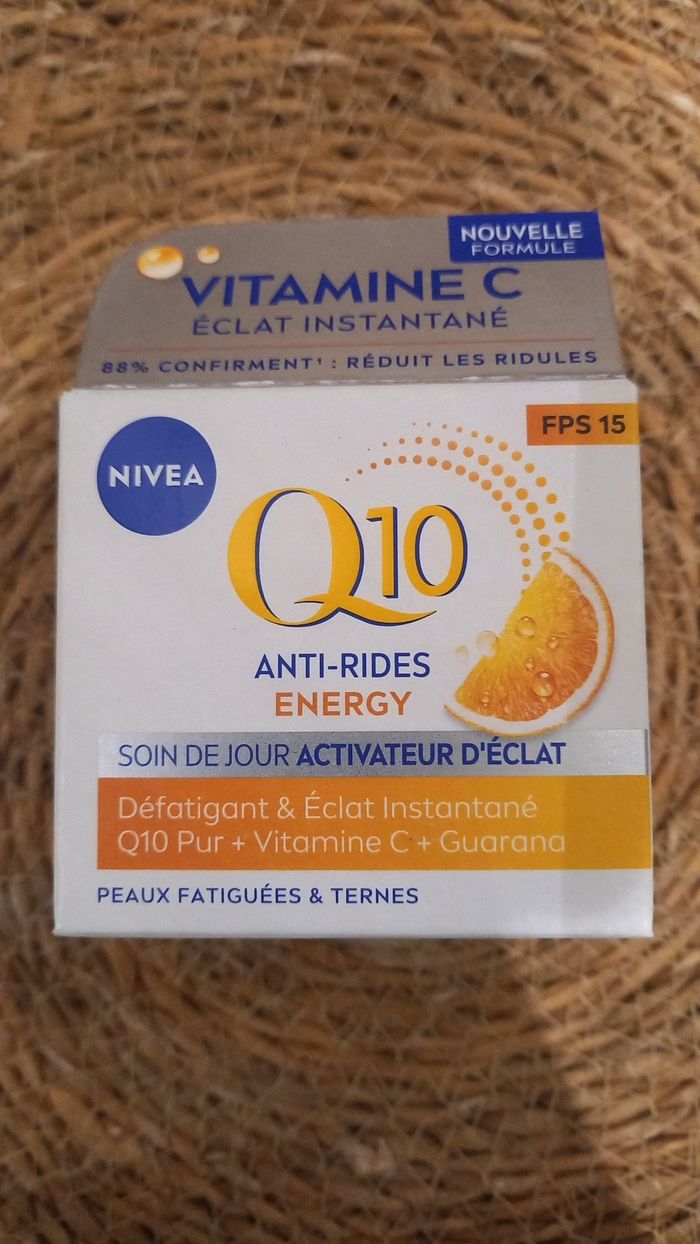 NOUVELLE
FORMULE
VITAMINE C
ÉCLAT INSTANTANÉ
88% CONFIRMENT¹ : RÉDUIT LES RIDULES
FPS 15
NIVEA
Q10
ANTI-RIDES
ENERGY
SOIN DE JOUR ACTIVATEUR D'ÉCLAT
Défatigant & Éclat Instantané
Q10 Pur + Vitamine C + Guarana
PEAUX FATIGUÉES & TERNES